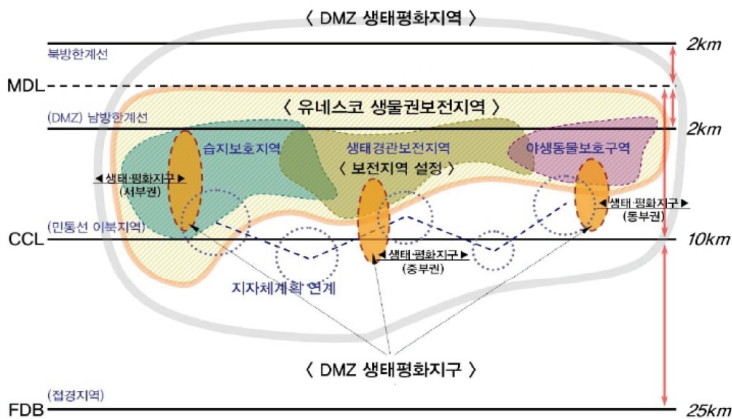 〈 DMZ 생태평화지역 〉
북방한계선
2km
MDL
〈 유네스코 생물권보전지역 〉
(DMZ) 남방한계선
2km
습지보호지역
생태경관보전지역
야생동물보호구역
〈 보전지역 설정 〉
생태·평화지구
(서부권)
생태·평화지구
(동부권)
(민통선 이북지역)
CCL
10km
생태·평화지구
(중부권)
지자체계획 연계
〈 DMZ 생태평화지구 〉
(접경지역)
FDB
25km